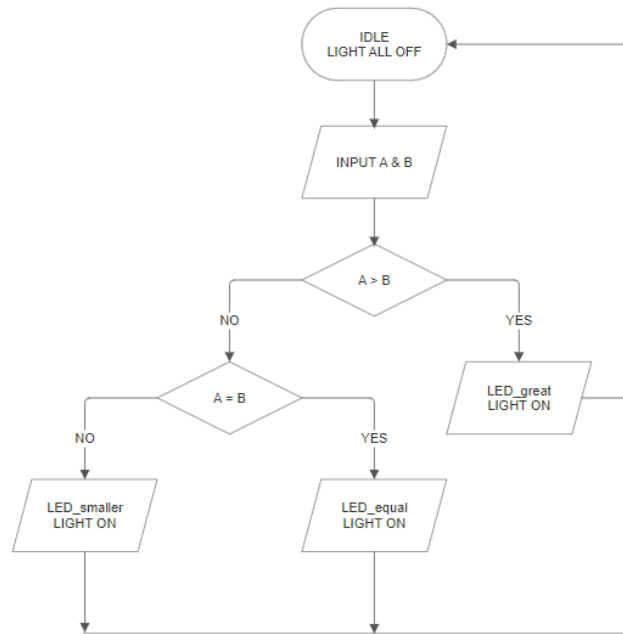 IDLE
LIGHT ALL OFF
INPUT A & B
A > B
NO
YES
A = B
LED_great
LIGHT ON
NO
YES
LED_smaller
LIGHT ON
LED_equal
LIGHT ON